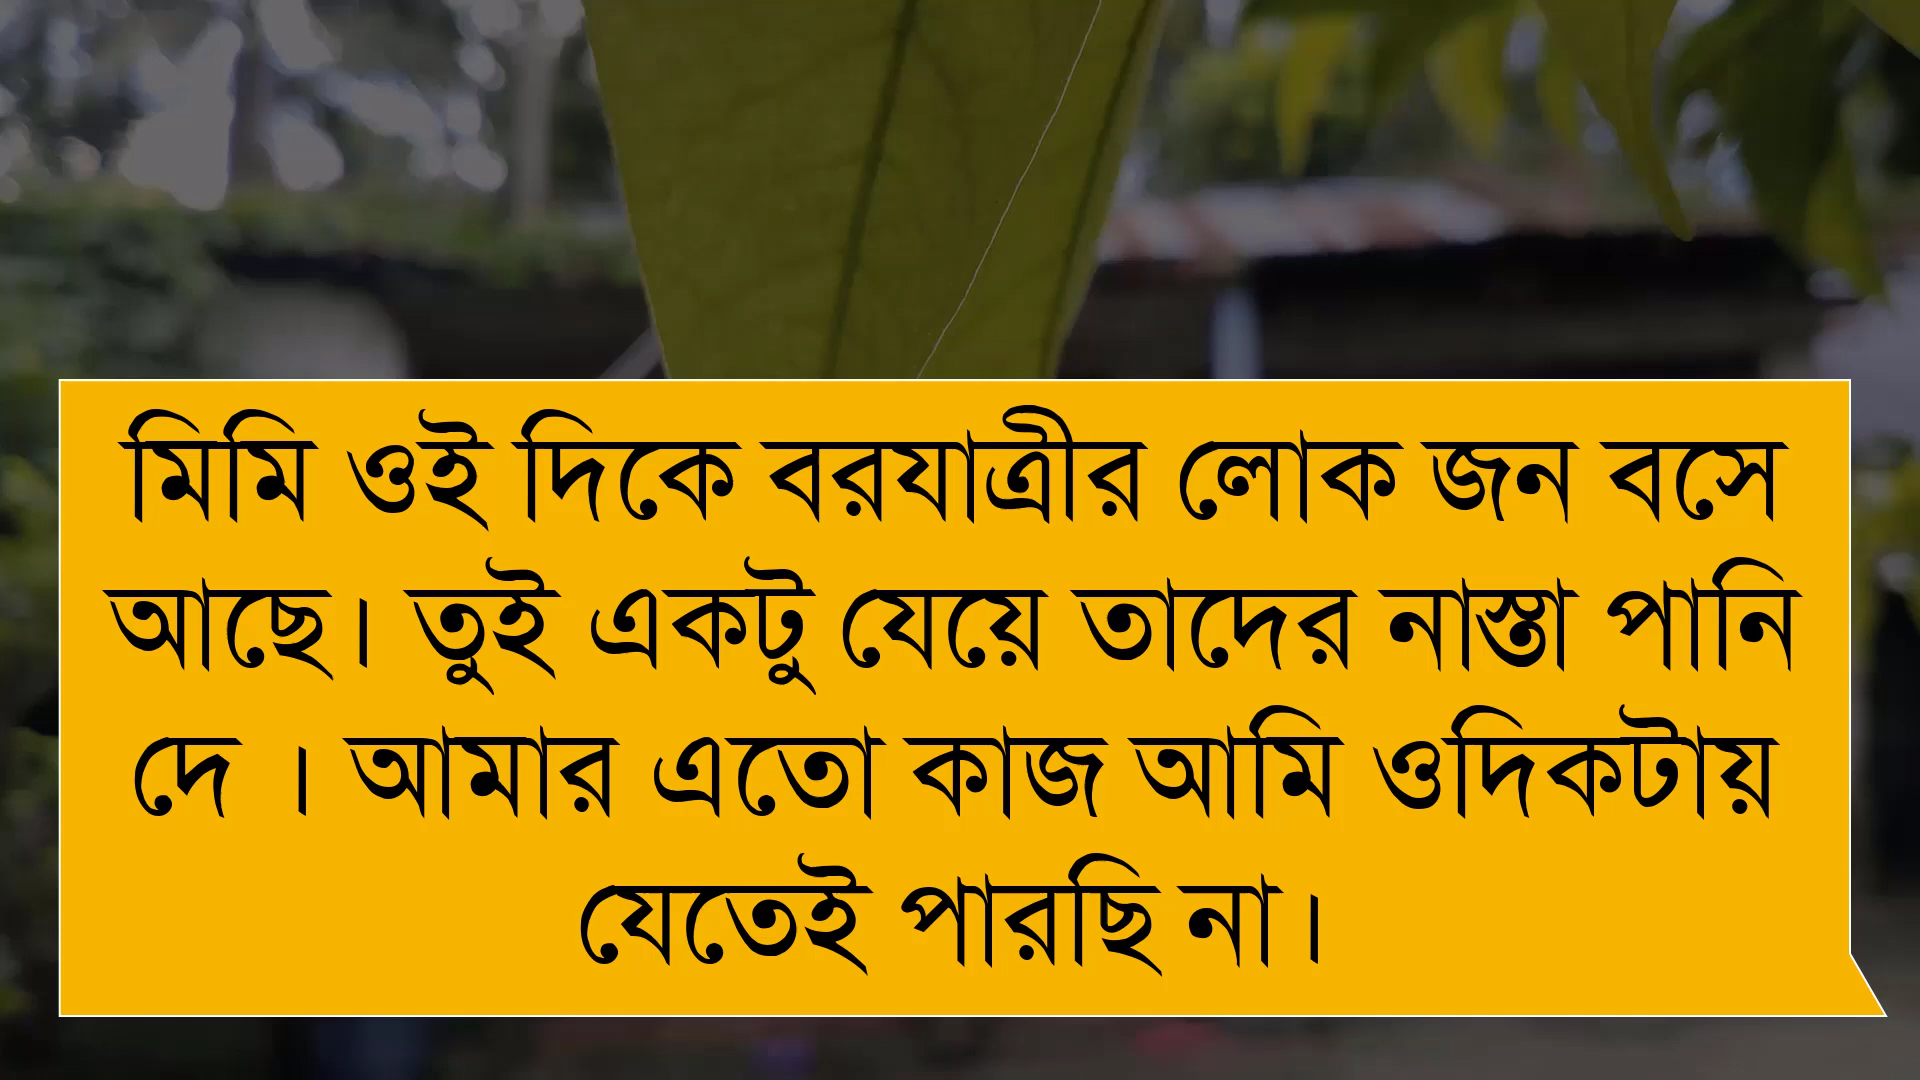 মিমি ওই দিকে বরযাত্রীর লোক জন বসে
আছে। তুই একটু যেয়ে তাদের নাস্তা পানি
দে । আমার এতো কাজ আমি ওদিকটায়
যেতেই পারছি না।